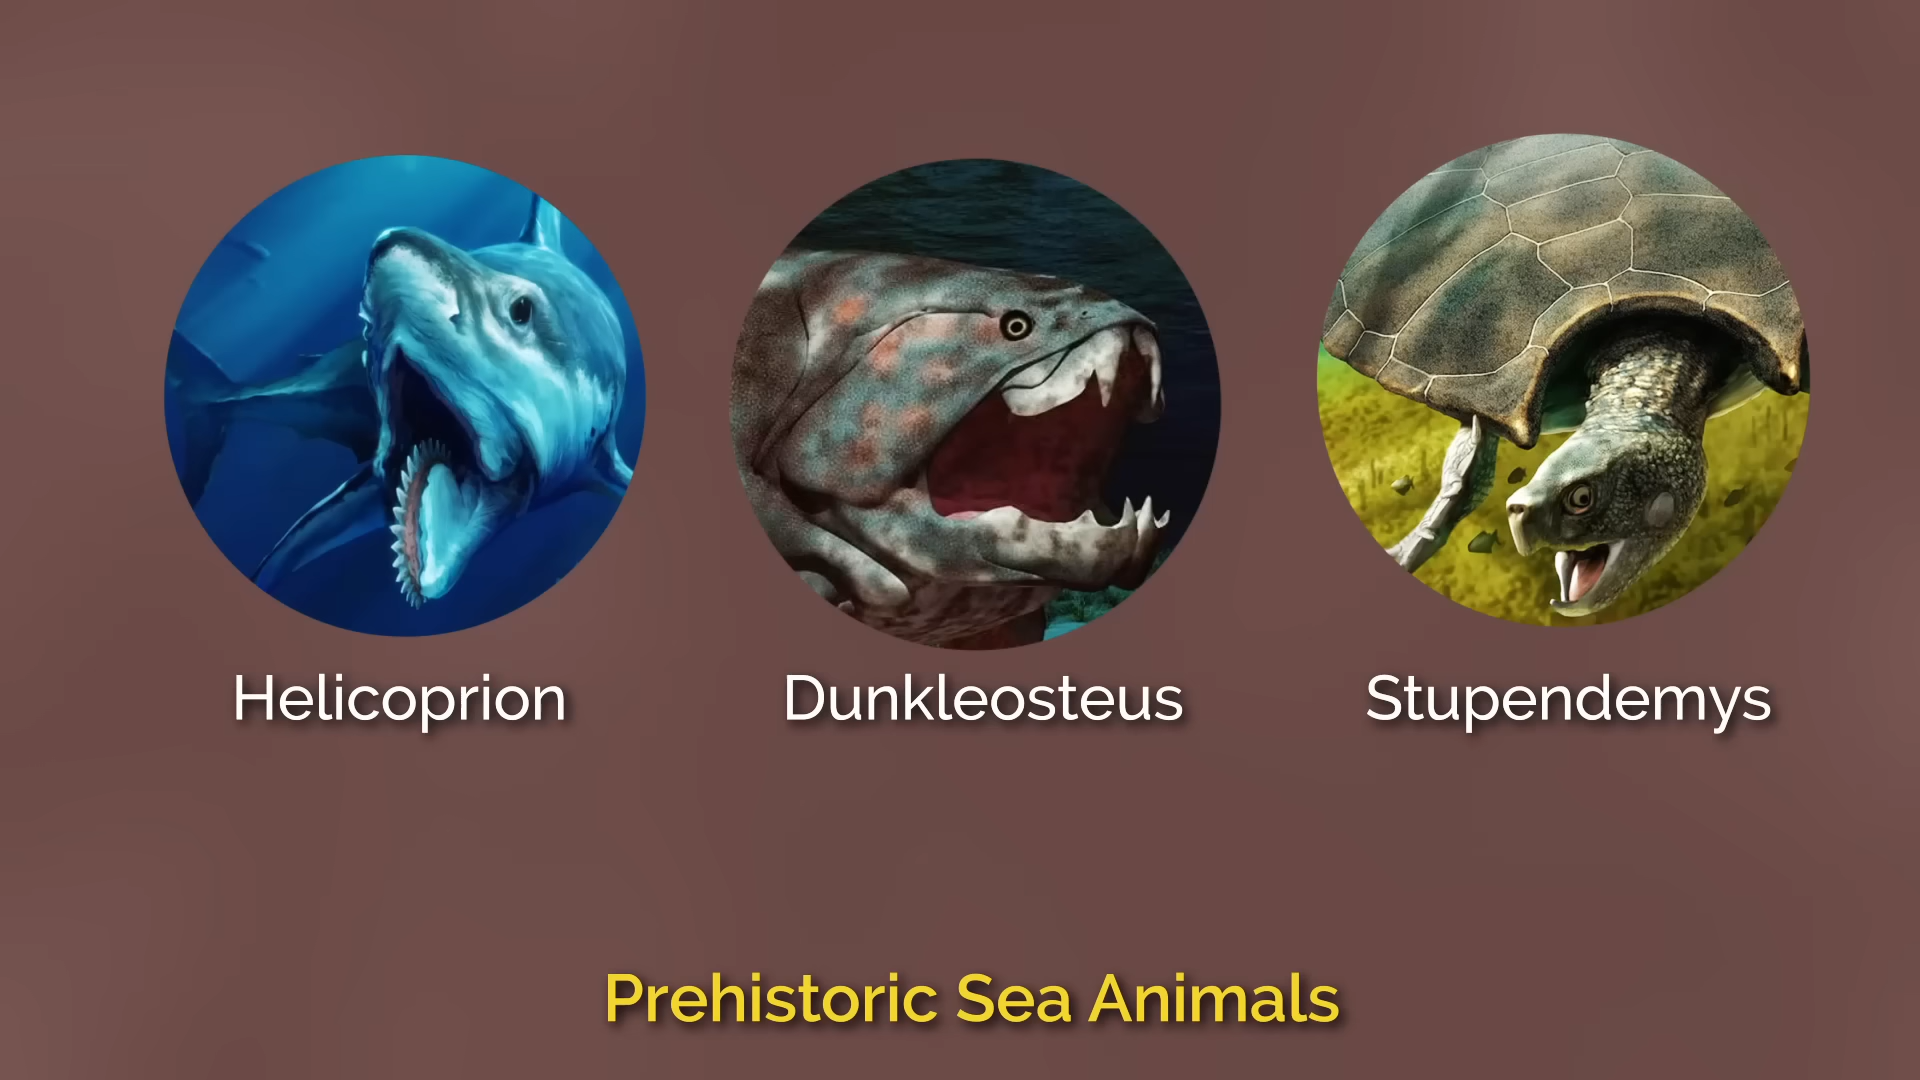 Helicoprion
Dunkleosteus
Stupendemys
Prehistoric Sea Animals